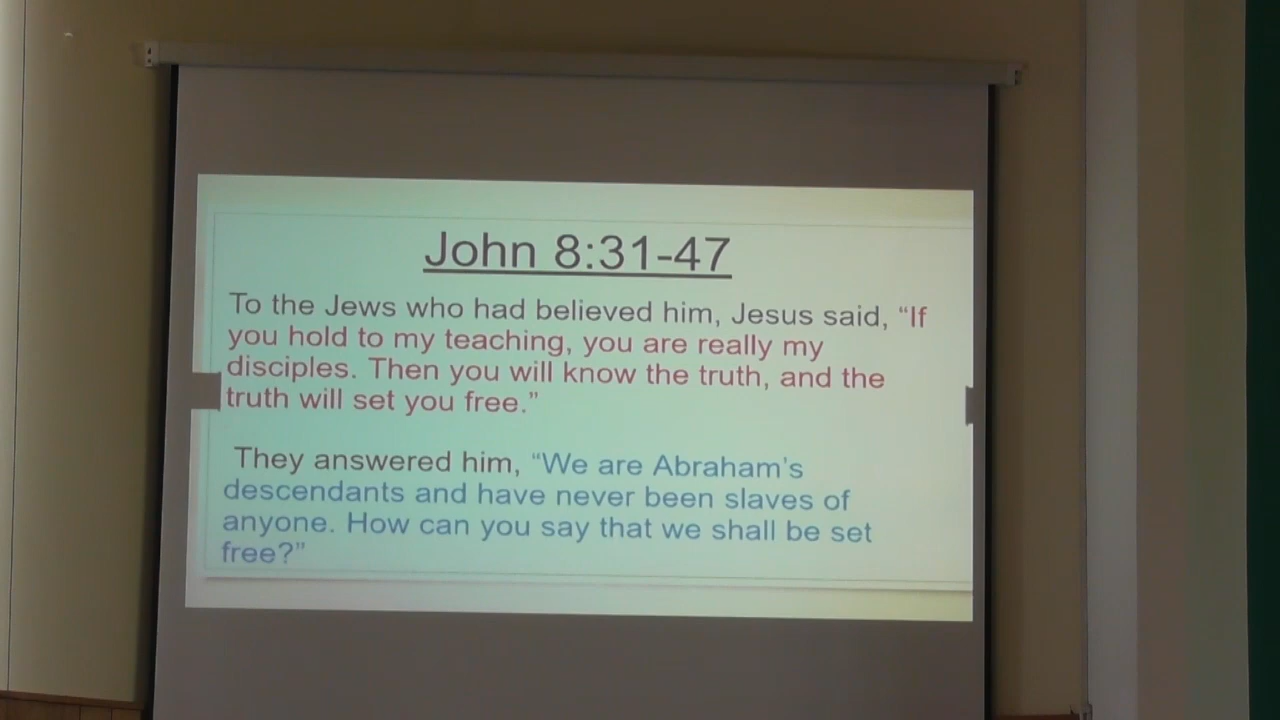 John 8:31-47
To the Jews who had believed him, Jesus said, “If
you hold to my teaching, you are really my
disciples. Then you will know the truth, and the
truth will set you free.”
They answered him, “We are Abraham’s
descendants and have never been slaves of
anyone. How can you say that we shall be set
free?”